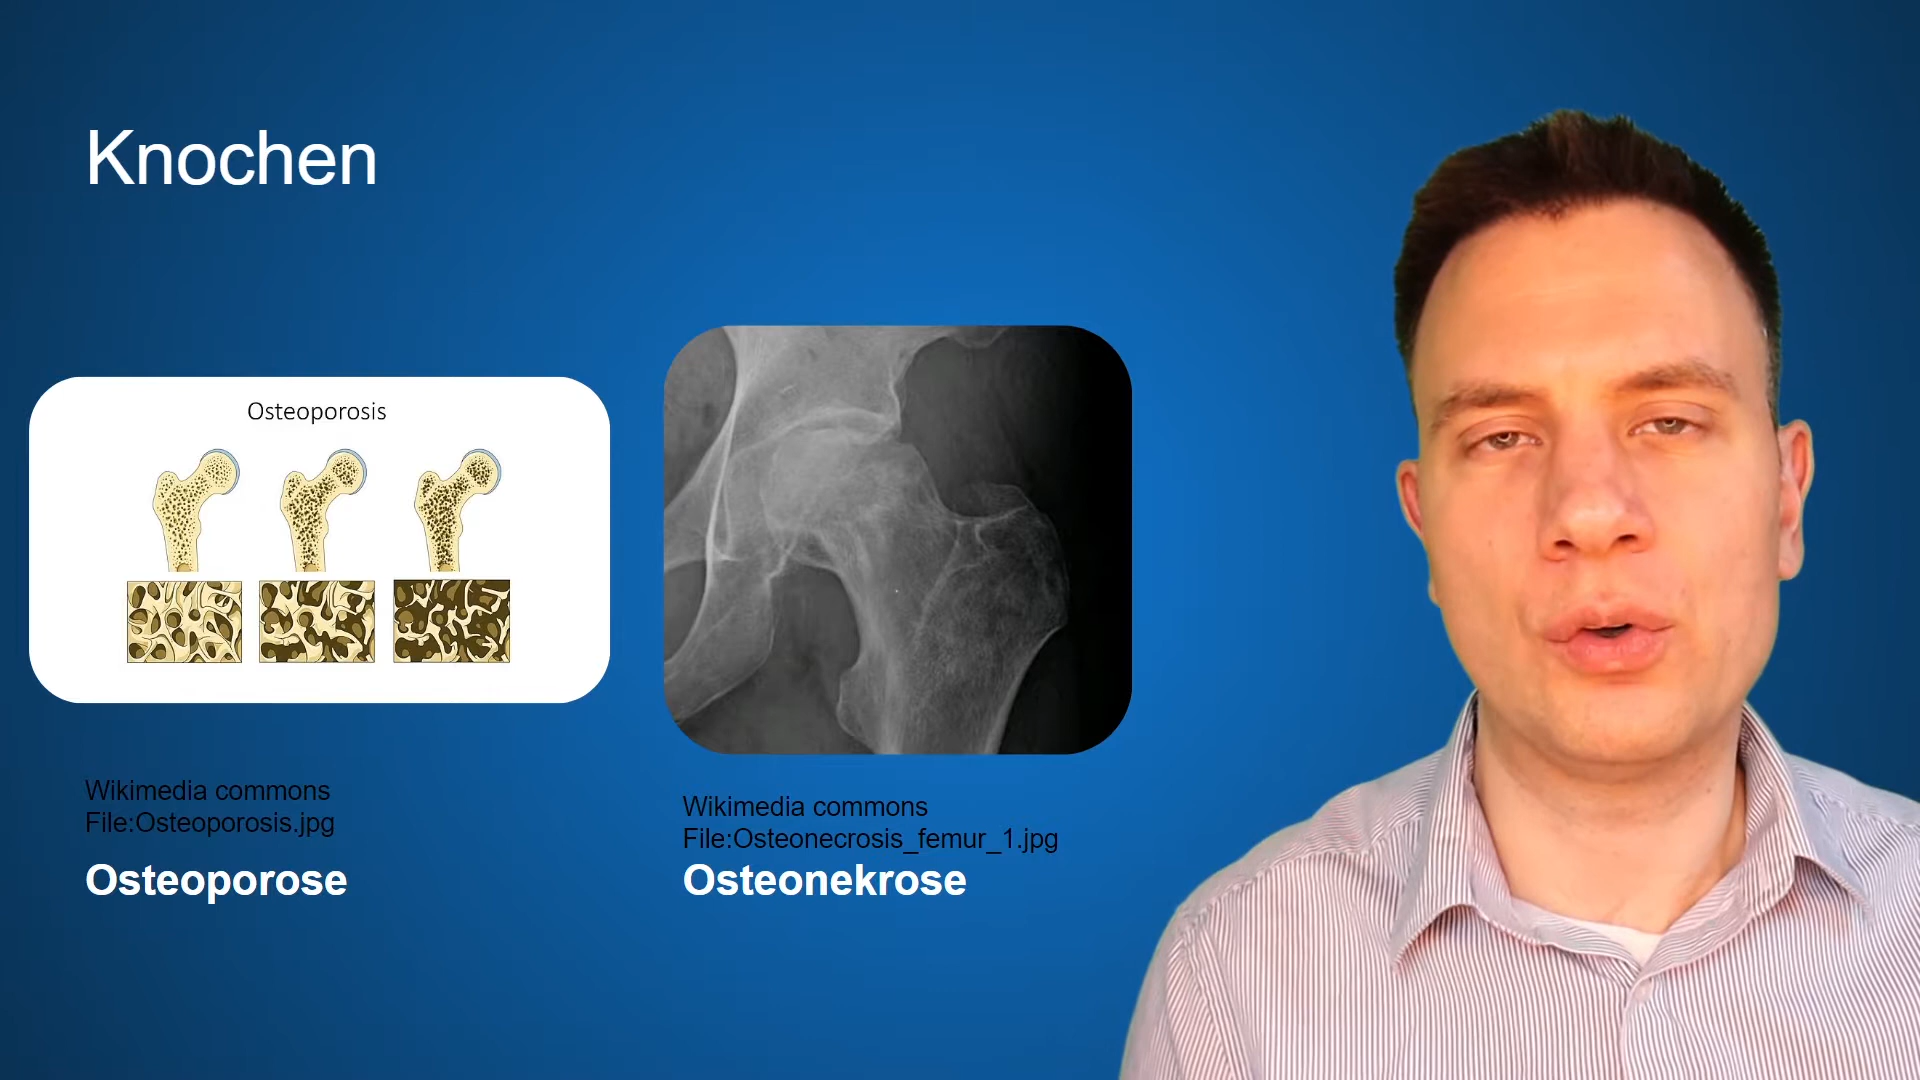 Knochen
Osteoporosis
Wikimedia commons
File:Osteoporosis.jpg
Osteoporose
Wikimedia commons
File:Osteonecrosis_femur_1.jpg
Osteonekrose